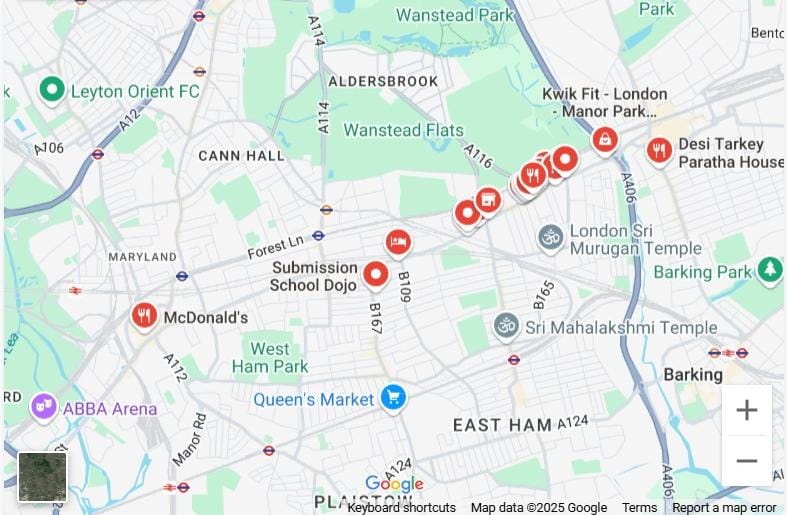 Wanstead Park
Park
A114
Bento
ALDERSBROOK
Kwik Fit - London
- Manor Park...
k
Leyton Orient FC
A12
A114
Wanstead Flats
A116
A106
CANN HALL
Desi Tarkey
Paratha House
A406
London Sri
Murugan Temple
Forest Ln
MARYLAND
Submission
School Dojo
B109
Barking Park
B165
McDonald's
B167
Sri Mahalakshmi Temple
West
Ham Park
A112
Barking
RD
ABBA Arena
Queen's Market
Manor Rd
EAST HAM
A124
A124
A406
Google
PLAISTOW
Keyboard shortcuts
Map data ©2025 Google
Terms
Report a map error